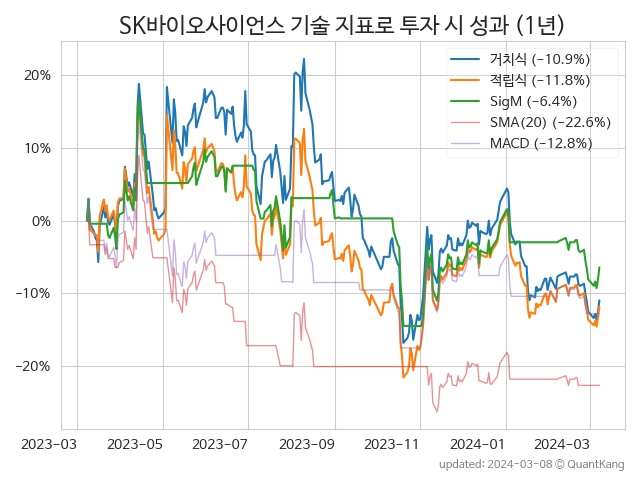 SK바이오사이언스 기술 지표로 투자 시 성과 (1년)
거치식 (-10.9%)
적립식 (-11.8%)
SigM (-6.4%)
SMA(20) (-22.6%)
MACD (-12.8%)
20%
10%
0%
-10%
-20%
2023-03 2023-05 2023-07 2023-09 2023-11 2024-01 2024-03
updated: 2024-03-08 © QuantKang